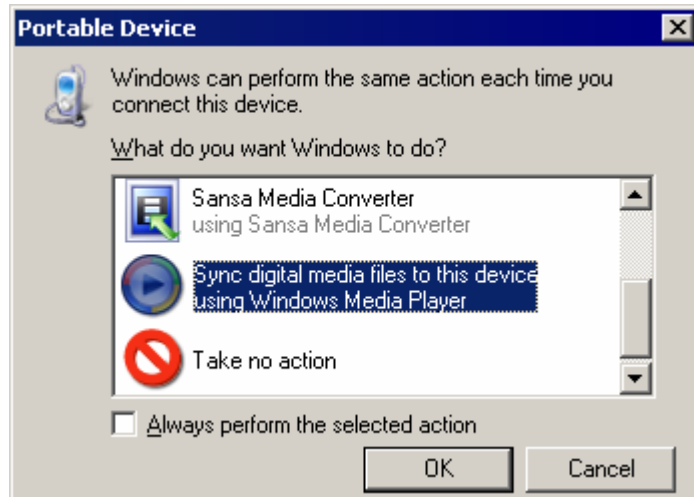 Portable Device
Windows can perform the same action each time you
connect this device.
What do you want Windows to do?
Sansa Media Converter
using Sansa Media Converter
Sync digital media files to this device
using Windows Media Player
Take no action
Always perform the selected action
OK
Cancel